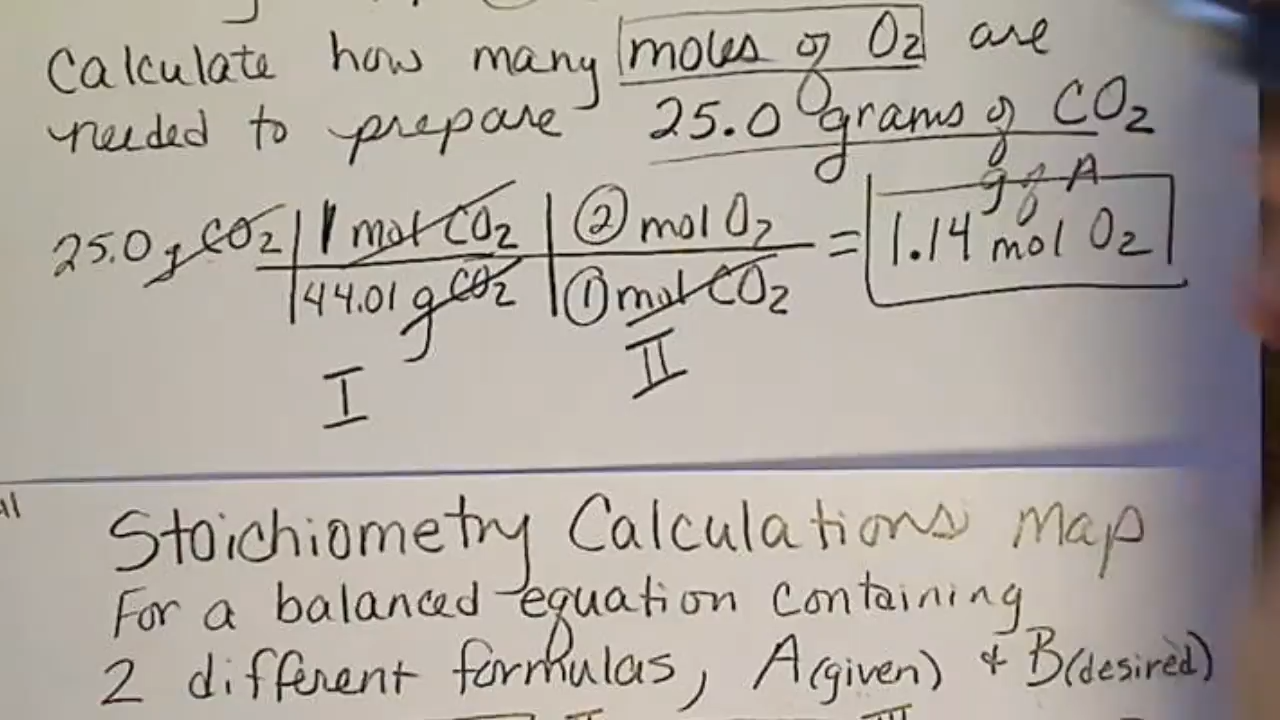 Calculate how many moles of O2 are
needed to prepare 25.0 grams of CO2
g of A
25.0 g CO2 | 1 mol CO2 | 2 mol O2 = 1.14 mol O2
44.01 g CO2 | 1 mol CO2
I II
Stoichiometry Calculations Map
For a balanced equation containing
2 different formulas, A (given) + B (desired)
II III